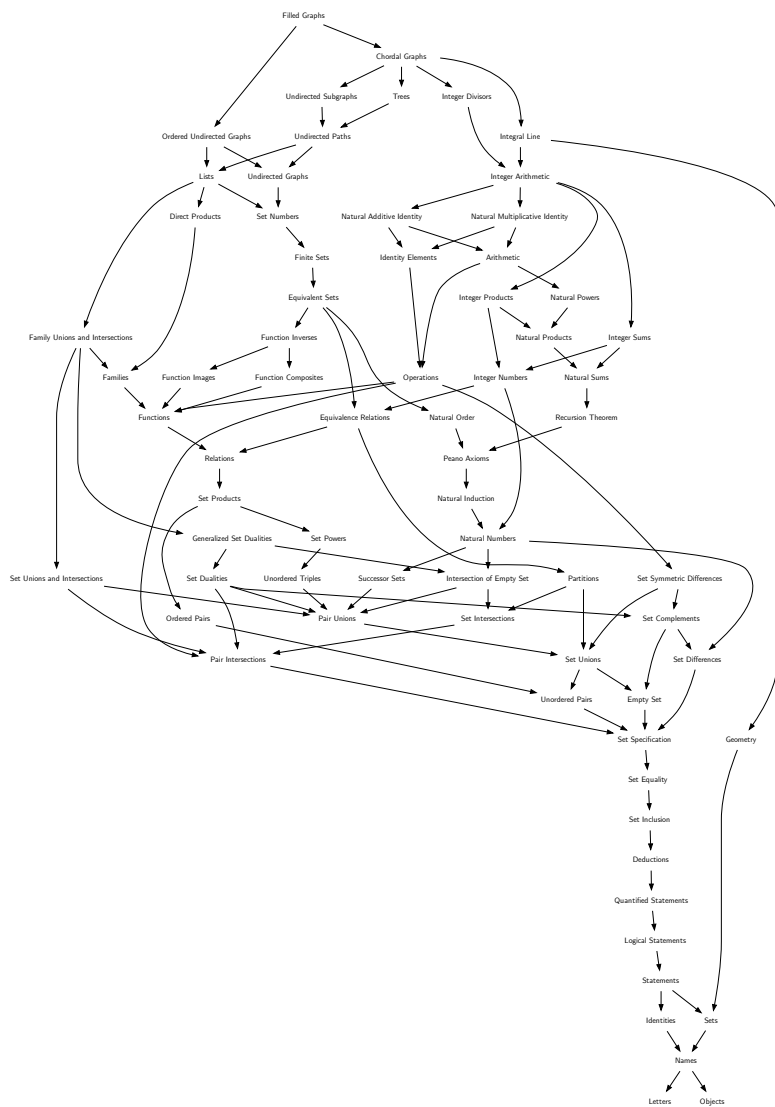 Filled Graphs
Chordal Graphs
Undirected Subgraphs
Trees
Integer Divisors
Ordered Undirected Graphs
Undirected Paths
Integral Line
Lists
Undirected Graphs
Integer Arithmetic
Direct Products
Set Numbers
Natural Additive Identity
Natural Multiplicative Identity
Finite Sets
Identity Elements
Arithmetic
Equivalent Sets
Integer Products
Natural Powers
Family Unions and Intersections
Function Inverses
Natural Products
Integer Sums
Families
Function Images
Function Composites
Operations
Integer Numbers
Natural Sums
Functions
Equivalence Relations
Natural Order
Recursion Theorem
Relations
Peano Axioms
Set Products
Natural Induction
Generalized Set Dualities
Set Powers
Natural Numbers
Set Unions and Intersections
Set Dualities
Unordered Triples
Successor Sets
Intersection of Empty Set
Partitions
Set Symmetric Differences
Ordered Pairs
Pair Unions
Set Intersections
Set Complements
Pair Intersections
Set Unions
Set Differences
Unordered Pairs
Empty Set
Set Specification
Geometry
Set Equality
Set Inclusion
Deductions
Quantified Statements
Logical Statements
Statements
Identities
Sets
Names
Letters
Objects